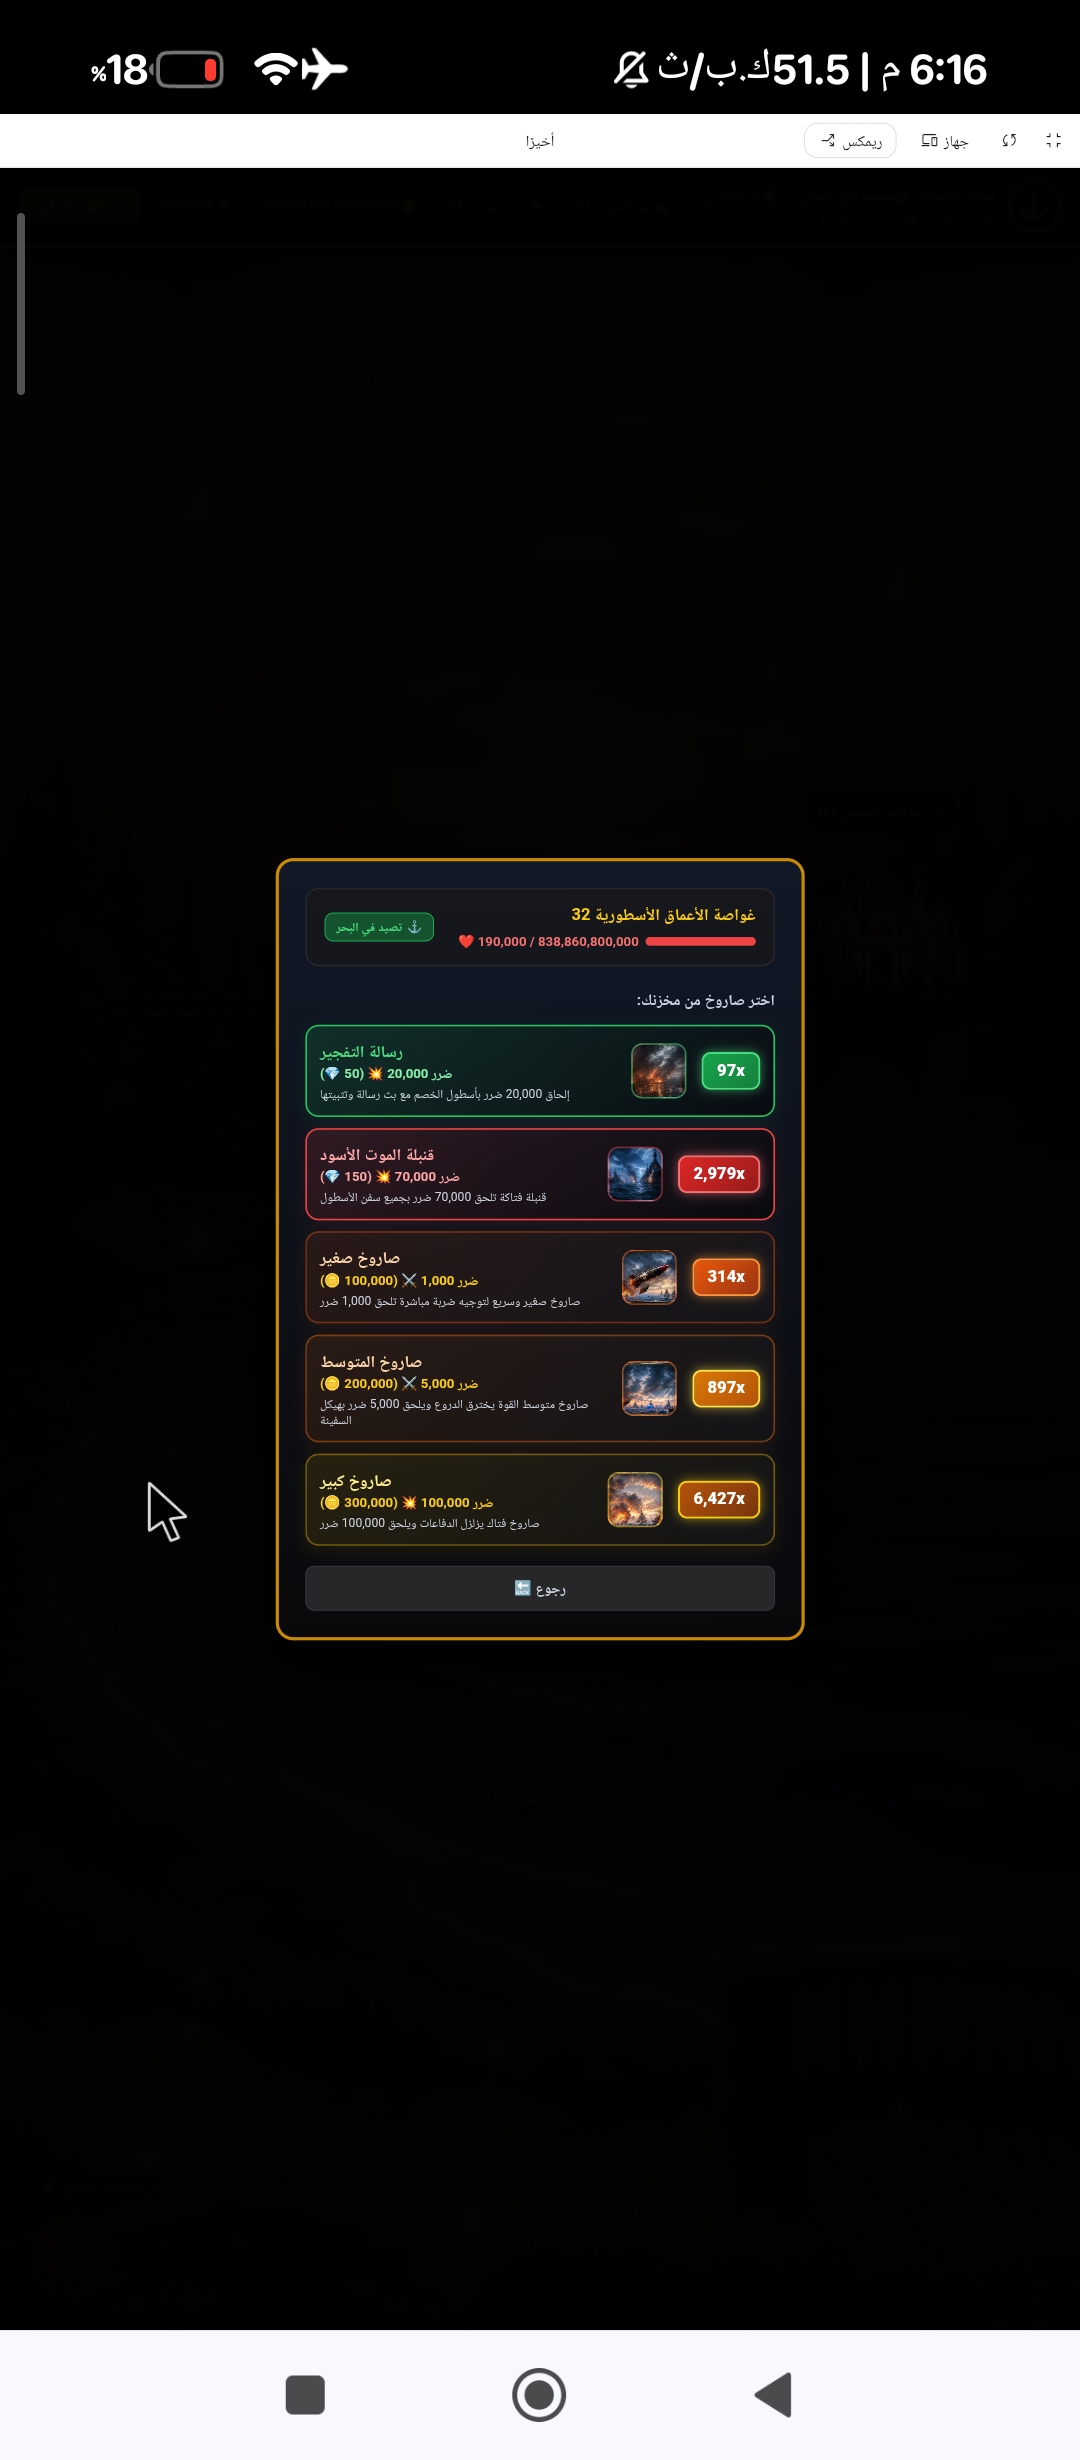 6:16 م | 51.5ك.ب/ث
18%
جهاز
ريمكس
أخيرًا
غواصة الأعماق الأسطورية 32
190,000 / 838,860,800,000
تصيد في البحر
اختر صاروخ من مخزنك:
97x
رسالة التفجير
ضرر 20,000 (50)
إلحاق 20,000 ضرر بأسطول الخصم مع بث رسالة وتثبيتها
2,979x
قنبلة الموت الأسود
ضرر 70,000 (150)
قنبلة فتاكة تلحق 70,000 ضرر بجميع سفن الأسطول
314x
صاروخ صغير
ضرر 1,000 (100,000)
صاروخ صغير وسريع لتوجيه ضربة مباشرة تلحق 1,000 ضرر
897x
صاروخ المتوسط
ضرر 5,000 (200,000)
صاروخ متوسط القوة يخترق الدروع ويلحق 5,000 ضرر بهيكل
السفينة
6,427x
صاروخ كبير
ضرر 100,000 (300,000)
صاروخ فتاك يزلزل الدفاعات ويلحق 100,000 ضرر
رجوع